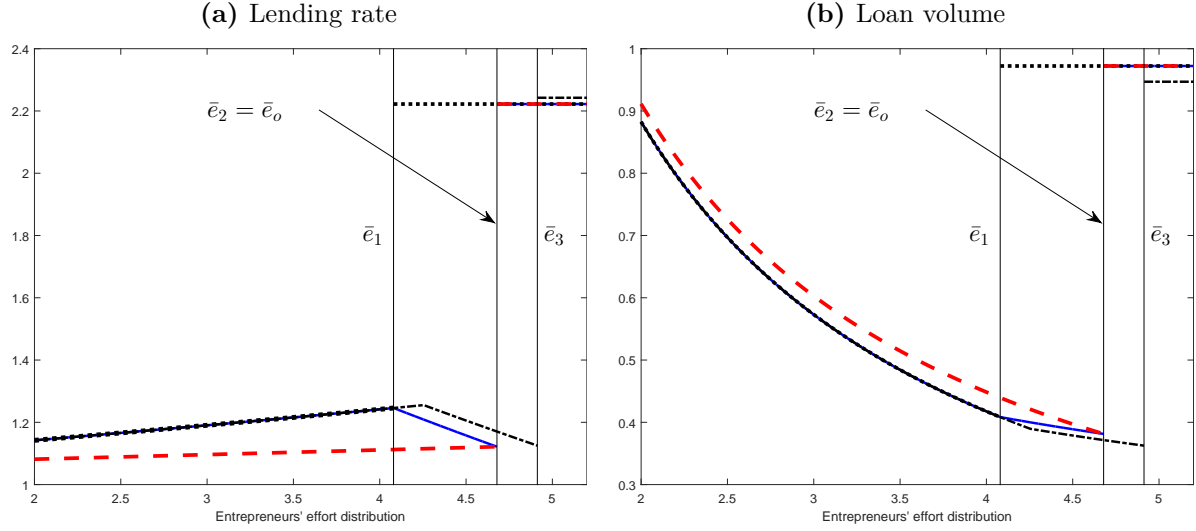 (a) Lending rate
2.4
2.2
2
1.8
1.6
1.4
1.2
1
2 2.5 3 3.5 4 4.5 5
ē₂ = ēₒ
ē₁
ē₃
Entrepreneurs' effort distribution
(b) Loan volume
1
0.9
0.8
0.7
0.6
0.5
0.4
0.3
2 2.5 3 3.5 4 4.5 5
ē₂ = ēₒ
ē₁
ē₃
Entrepreneurs' effort distribution